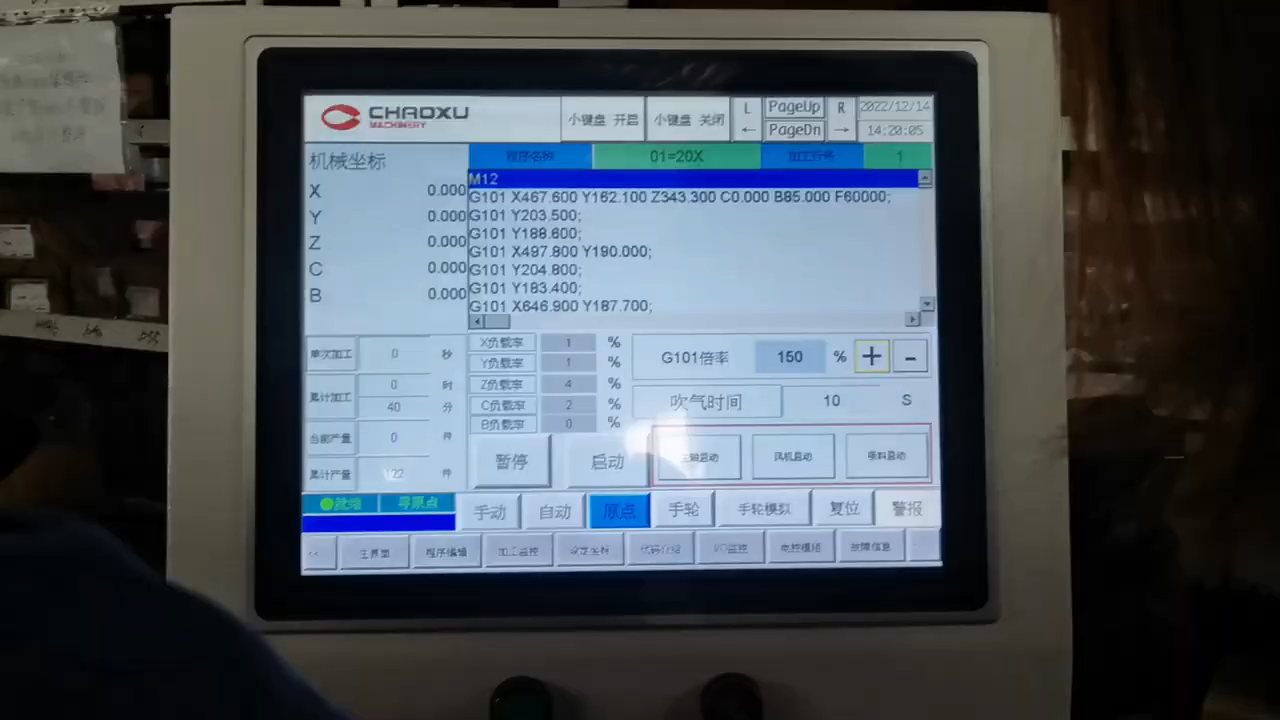 CHAOXU
MACHINERY
小键盘 开启
小键盘 关闭
L
←
PageUp
PageDn
R
→
2022/12/14
14:20:05
机械坐标
程序名称
01=20X
加工行号
1
X 0.000
Y 0.000
Z 0.000
C 0.000
B 0.000
M12
G101 X467.600 Y162.100 Z343.300 C0.000 B85.000 F60000;
G101 Y203.500;
G101 Y188.600;
G101 X497.800 Y190.000;
G101 Y204.800;
G101 Y183.400;
G101 X646.900 Y187.700;
单次加工 0 秒
累计加工 0 时
40 分
当前产量 0 件
累计产量 122 件
X负载率 1 %
Y负载率 1 %
Z负载率 4 %
C负载率 2 %
B负载率 0 %
G101倍率 150 % + -
吹气时间 10 S
暂停
启动
主轴启动
风机启动
吸料启动
就绪
寻原点
手动
自动
原点
手轮
手轮模拟
复位
警报
<<
主界面
程序编辑
加工监控
设定坐标
代码介绍
I/O监控
电控模组
故障信息